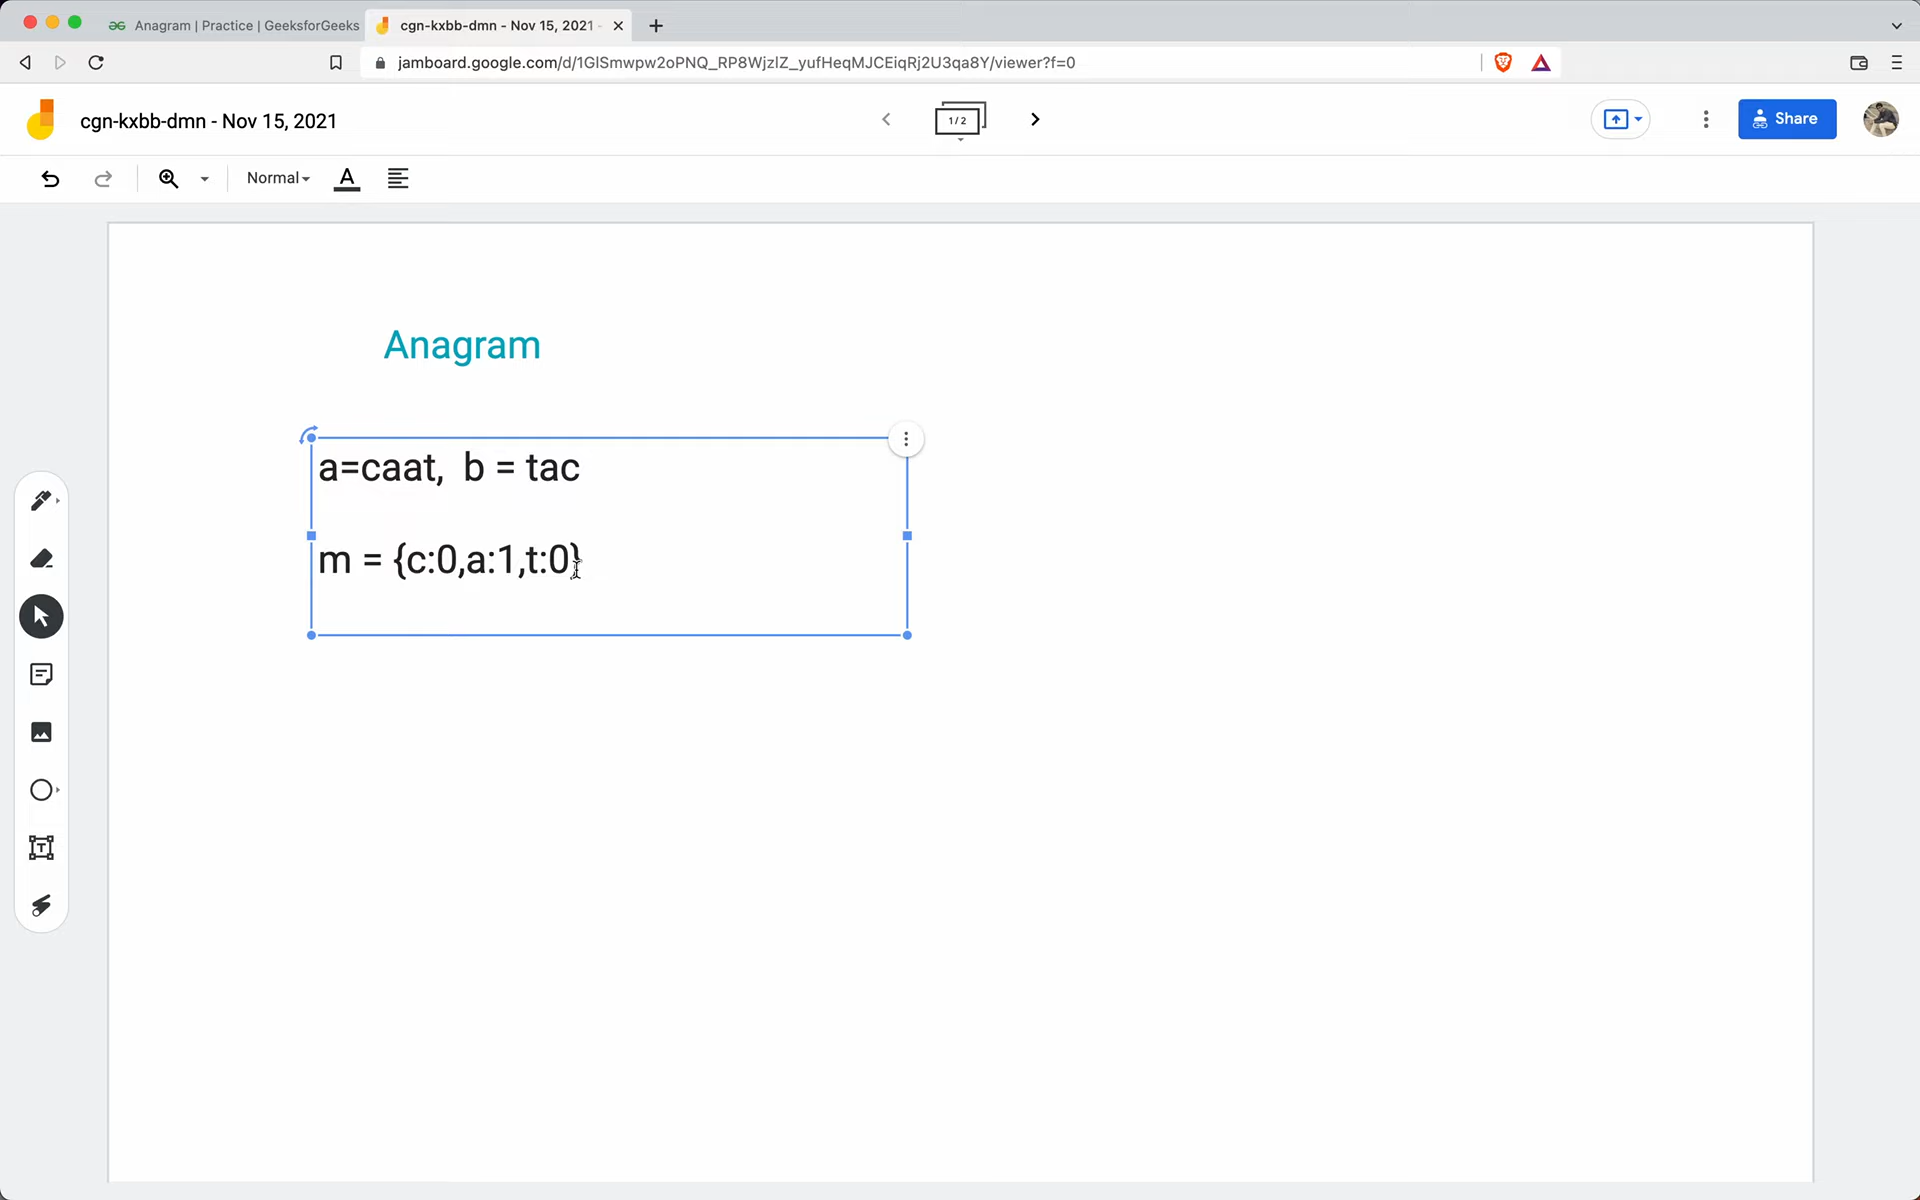 Anagram | Practice | GeeksforGeeks
cgn-kxbb-dmn - Nov 15, 2021 -
jamboard.google.com/d/1GlSmwpw2oPNQ_RP8WjzlZ_yufHeqMJCEiqRj2U3qa8Y/viewer?f=0
cgn-kxbb-dmn - Nov 15, 2021
1/2
Share
Normal
A
Anagram
a=caat,  b = tac
m = {c:0,a:1,t:0}